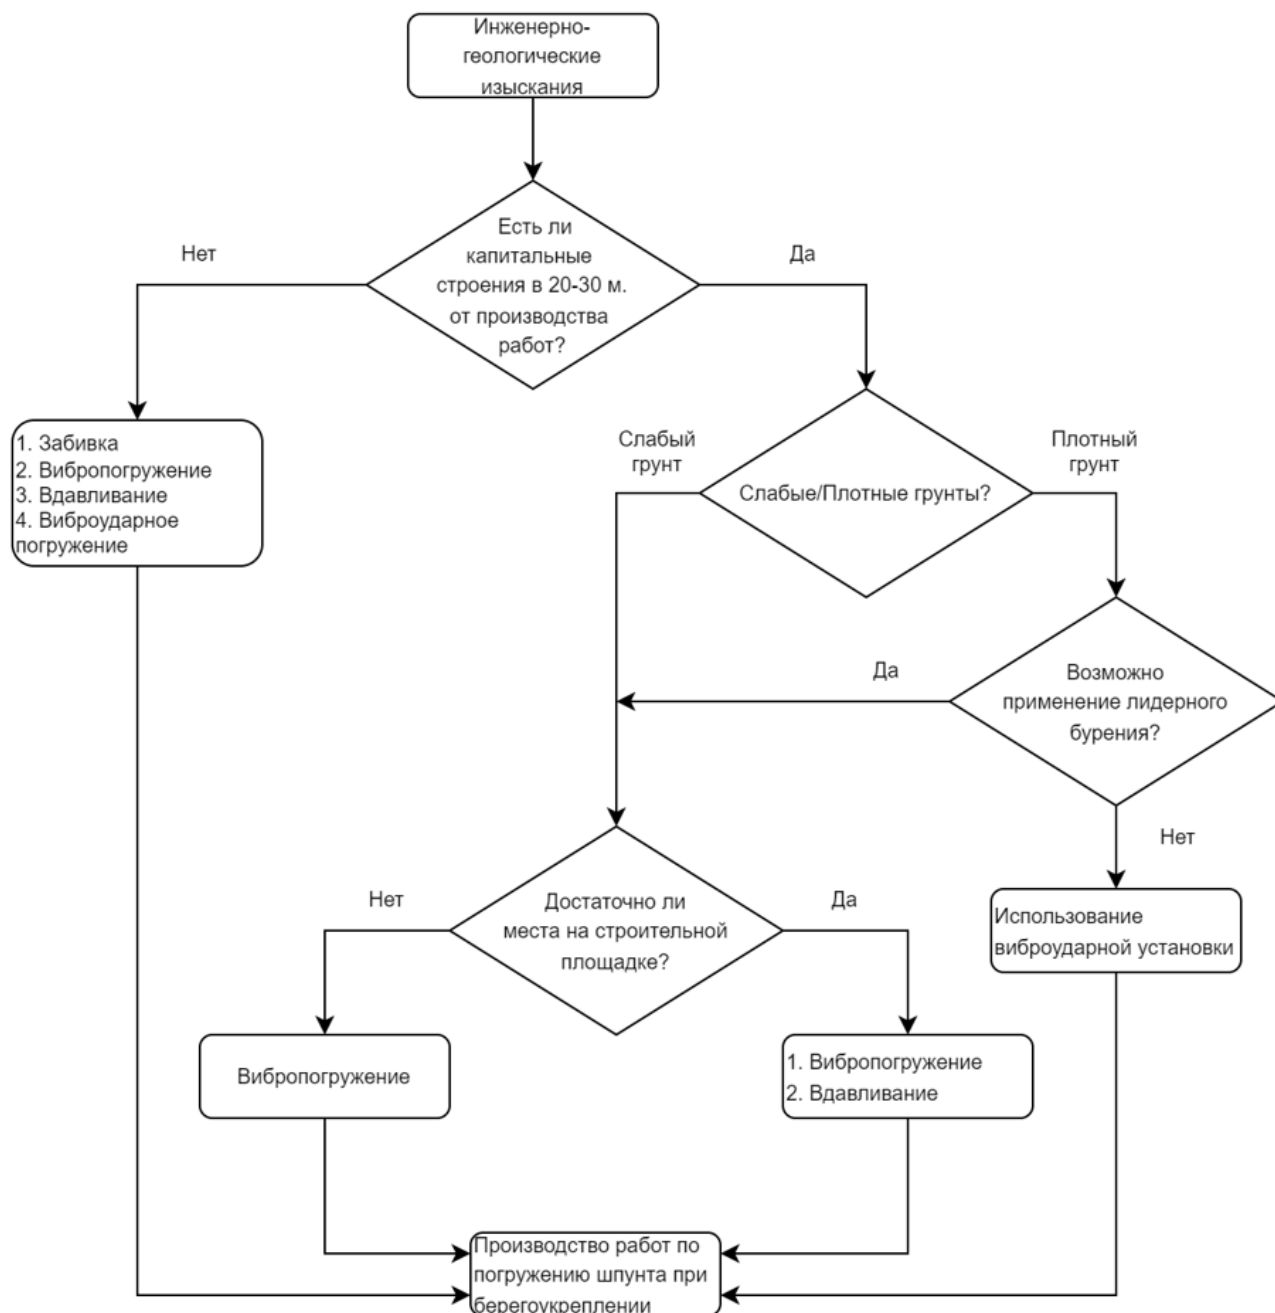 Инженерно-
геологические
изыскания
Есть ли
капитальные
строения в 20-30 м.
от производства
работ?
Нет
Да
1. Забивка
2. Вибропогружение
3. Вдавливание
4. Виброударное
погружение
Слабый
грунт
Плотный
грунт
Слабые/Плотные грунты?
Да
Возможно
применение лидерного
бурения?
Нет
Нет
Достаточно ли
места на строительной
площадке?
Да
Использование
виброударной установки
Вибропогружение
1. Вибропогружение
2. Вдавливание
Производство работ по
погружению шпунта при
берегоукреплении